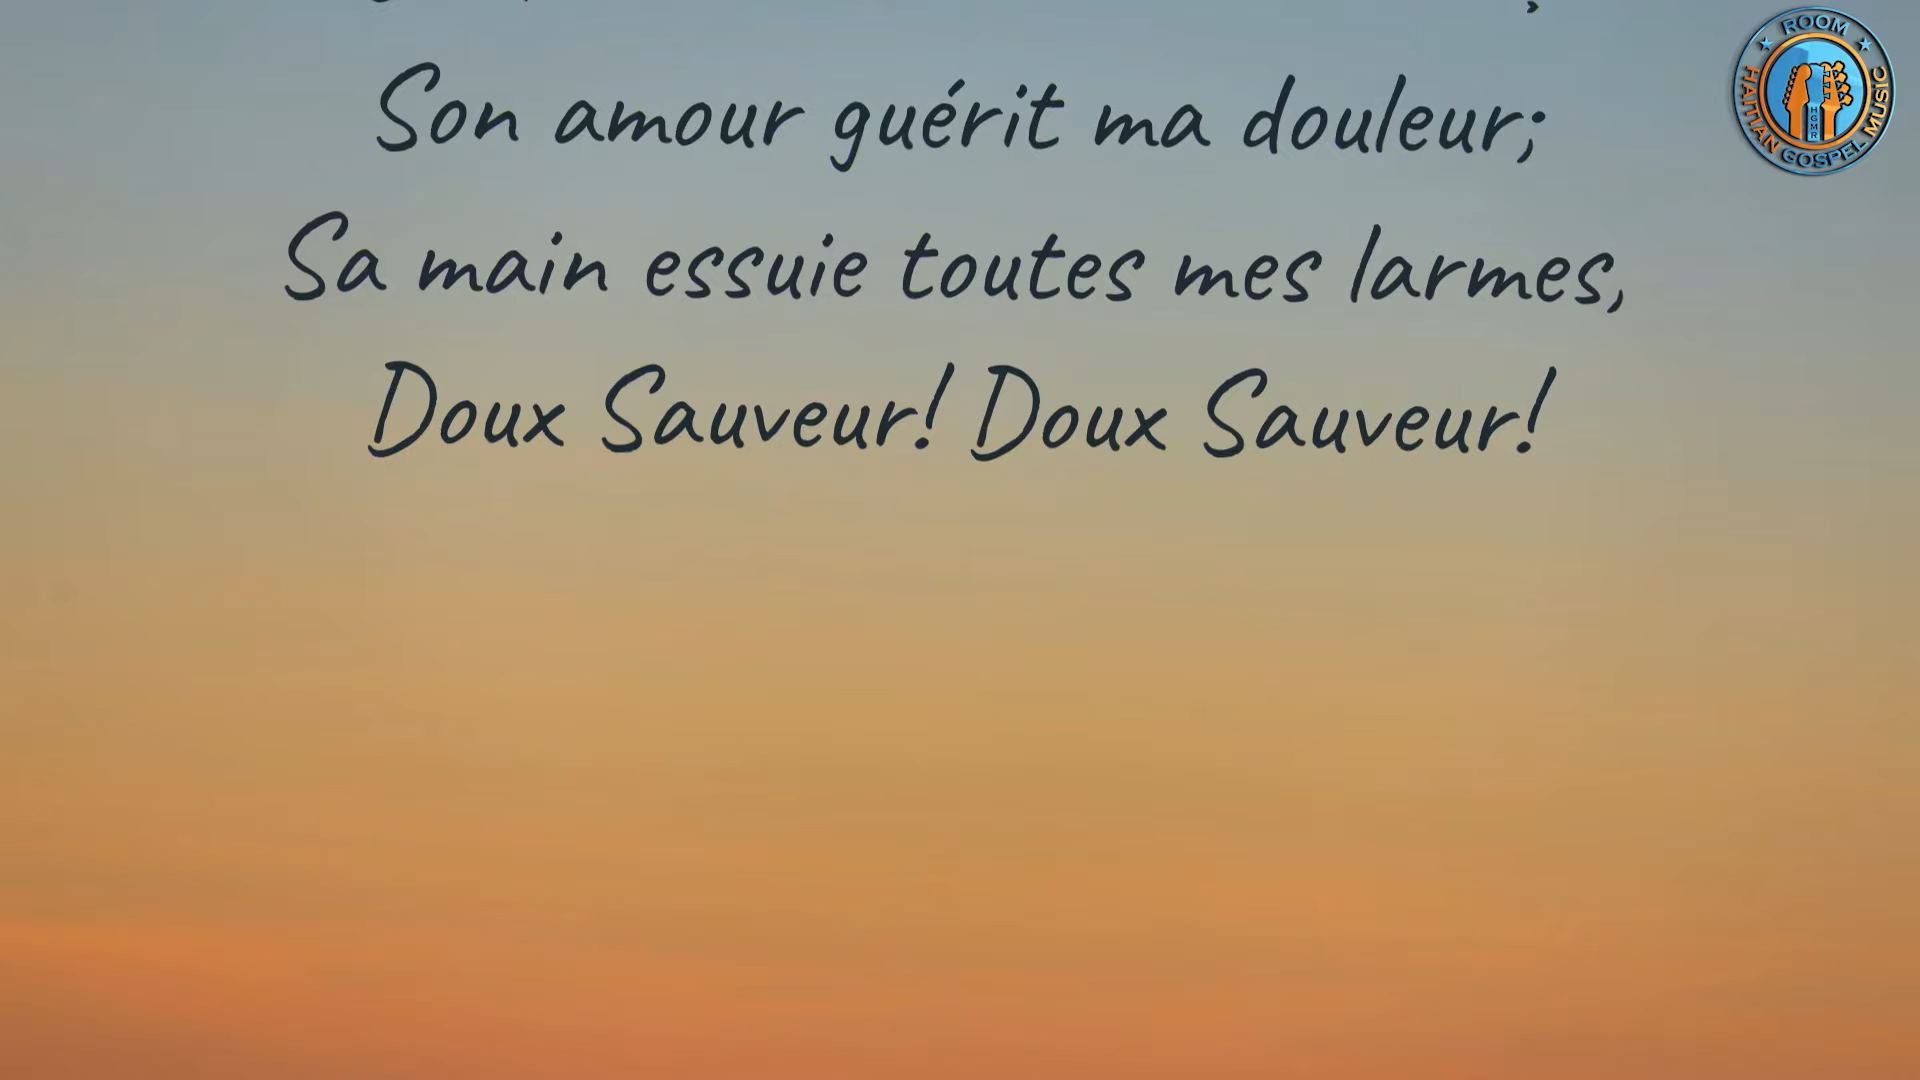 Son amour guérit ma douleur;
Sa main essuie toutes mes larmes,
Doux Sauveur! Doux Sauveur!
ROOM
HAITIAN GOSPEL MUSIC
HGMR